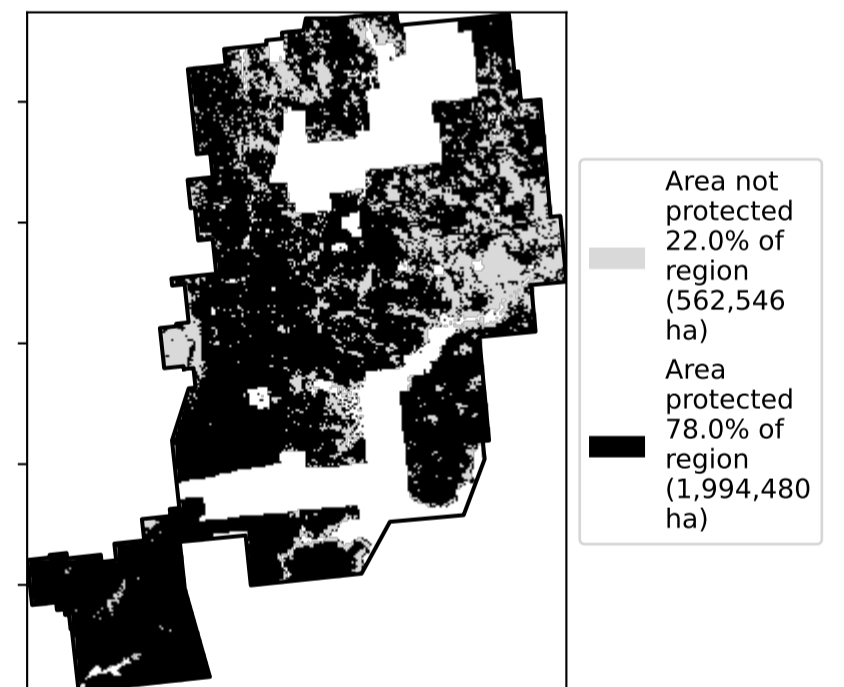 Area not
protected
22.0% of
region
(562,546
ha)
Area
protected
78.0% of
region
(1,994,480
ha)